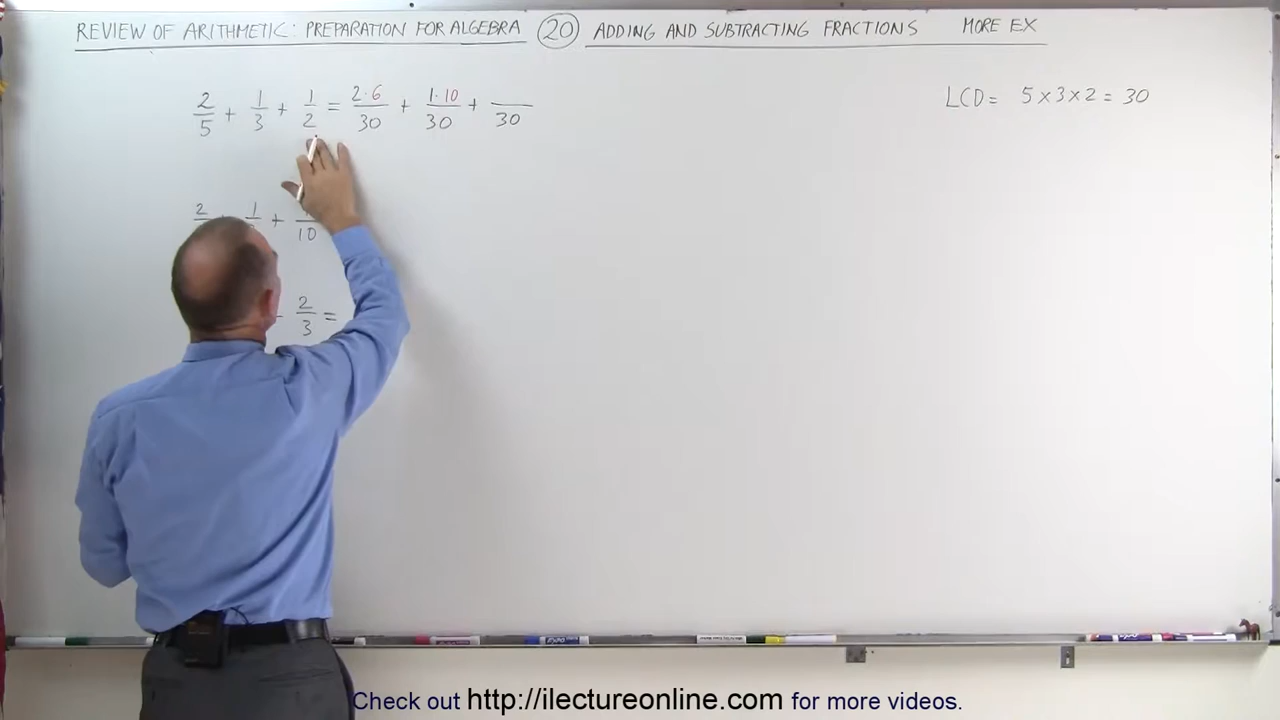 REVIEW OF ARITHMETIC: PREPARATION FOR ALGEBRA 20 ADDING AND SUBTRACTING FRACTIONS MORE EX
2/5 + 1/3 + 1/2 = 2·6/30 + 1·10/30 + /30
LCD = 5 x 3 x 2 = 30
2 1 + 10
2/3 =
Check out http://ilectureonline.com for more videos.